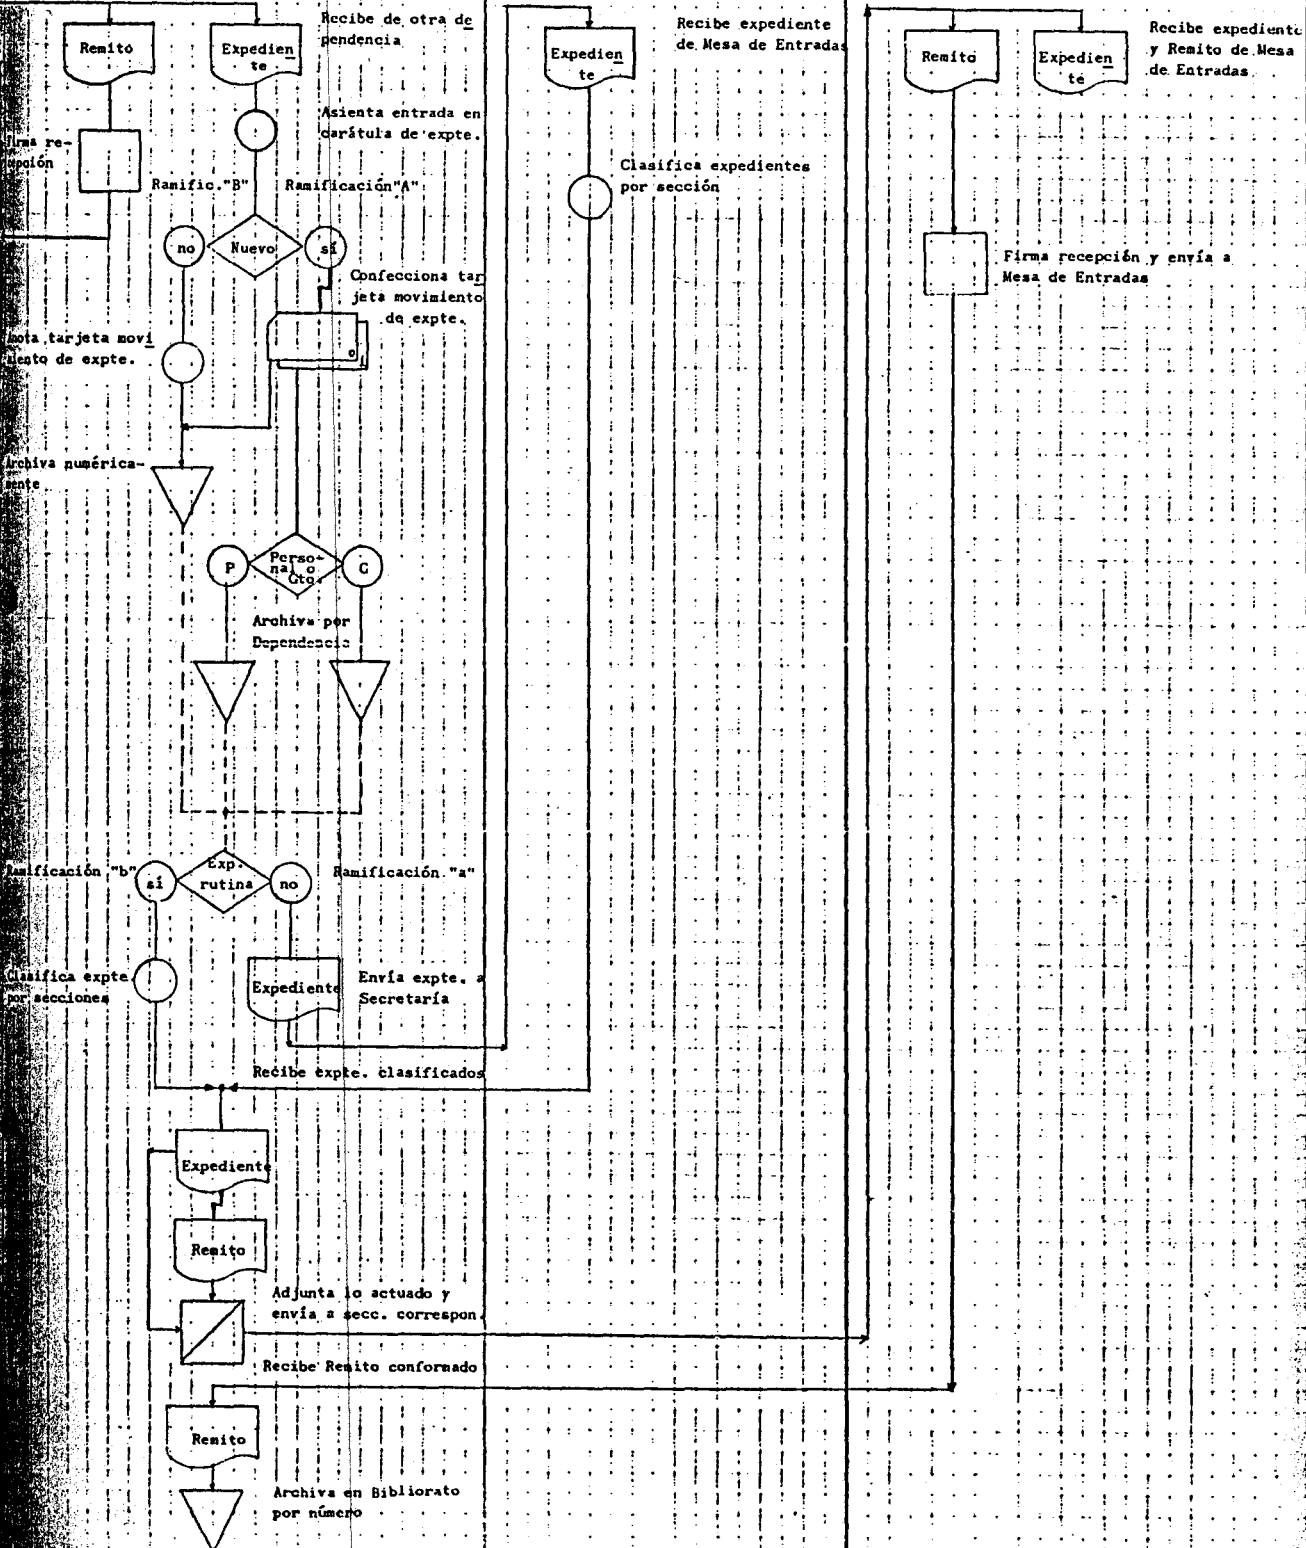 Remito
Expedien
te
Recibe de otra de
pendencia
Asienta entrada en
carátula de expte.
Ramific."B"
Ramificación"A"
no
Nuevo
sí
Confecciona tar
jeta movimiento
de expte.
tarjeta movi
de expte.
numérica-
P
Perso-
nal o
Gto.
G
Archiva por
Dependencia
Ramificación "b"
sí
Exp.
rutina
no
Ramificación "a"
Clasifica expte.
por secciones
Expediente
Envía expte. a
Secretaría
Recibe expte. clasificados
Expediente
Remito
Adjunta lo actuado y
envía a secc. correspon.
Recibe Remito conformado
Remito
Archiva en Bibliorato
por número
Expedien
te
Recibe expediente
de Mesa de Entradas
Clasifica expedientes
por sección
Remito
Expedien
te
Recibe expediente
y Remito de Mesa
de Entradas
Firma recepción y envía a
Mesa de Entradas